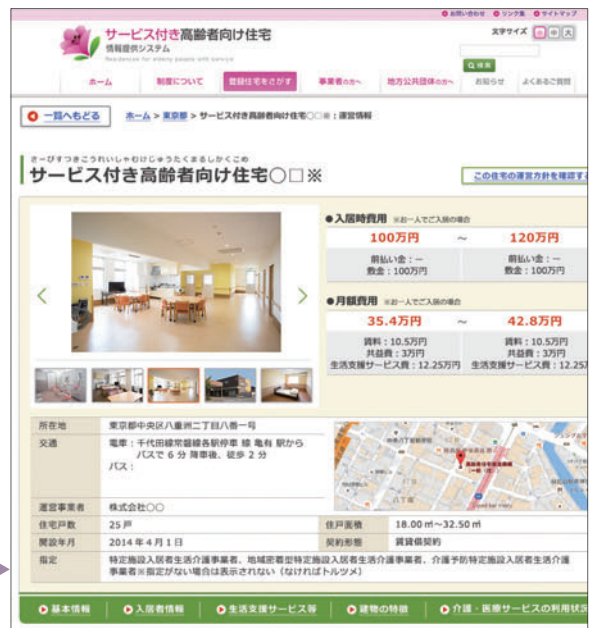 お問い合わせ リンク集 サイトマップ
サービス付き高齢者向け住宅
情報提供システム
Residences for elderly people with service
文字サイズ 小 中 大
検索
ホーム 制度について 登録住宅をさがす 事業者の方へ 地方公共団体の方へ お知らせ よくあるご質問
一覧へもどる ホーム > 東京都 > サービス付き高齢者向け住宅○□※:運営情報
さーびすつきこうれいしゃむけじゅうたくまるしかくこめ
サービス付き高齢者向け住宅○□※
この住宅の運営方針を確認す
●入居時費用 ※お一人でご入居の場合
100万円 ~ 120万円
前払い金:— 前払い金:—
敷金:100万円 敷金:100万円
●月額費用 ※お一人でご入居の場合
35.4万円 ~ 42.8万円
賃料:10.5万円 賃料:10.5万円
共益費:3万円 共益費:3万円
生活支援サービス費:12.25万円 生活支援サービス費:12.25
所在地 東京都中央区八重洲二丁目八番一号
交通 電車:千代田線常磐線各駅停車 線 亀有 駅から
バスで 6 分 降車後、徒歩 2 分
バス:
運営事業者 株式会社○○
住宅戸数 25 戸 住戸面積 18.00 ㎡〜32.50 ㎡
開設年月 2014 年 4 月 1 日 契約形態 賃貸借契約
指定 特定施設入居者生活介護事業者、地域密着型特定施設入居者生活介護事業者、介護予防特定施設入居者生活介護
事業者※指定がない場合は表示されない（なければトルツメ）
基本情報 入居者情報 生活支援サービス等 建物の特徴 介護・医療サービスの利用状況